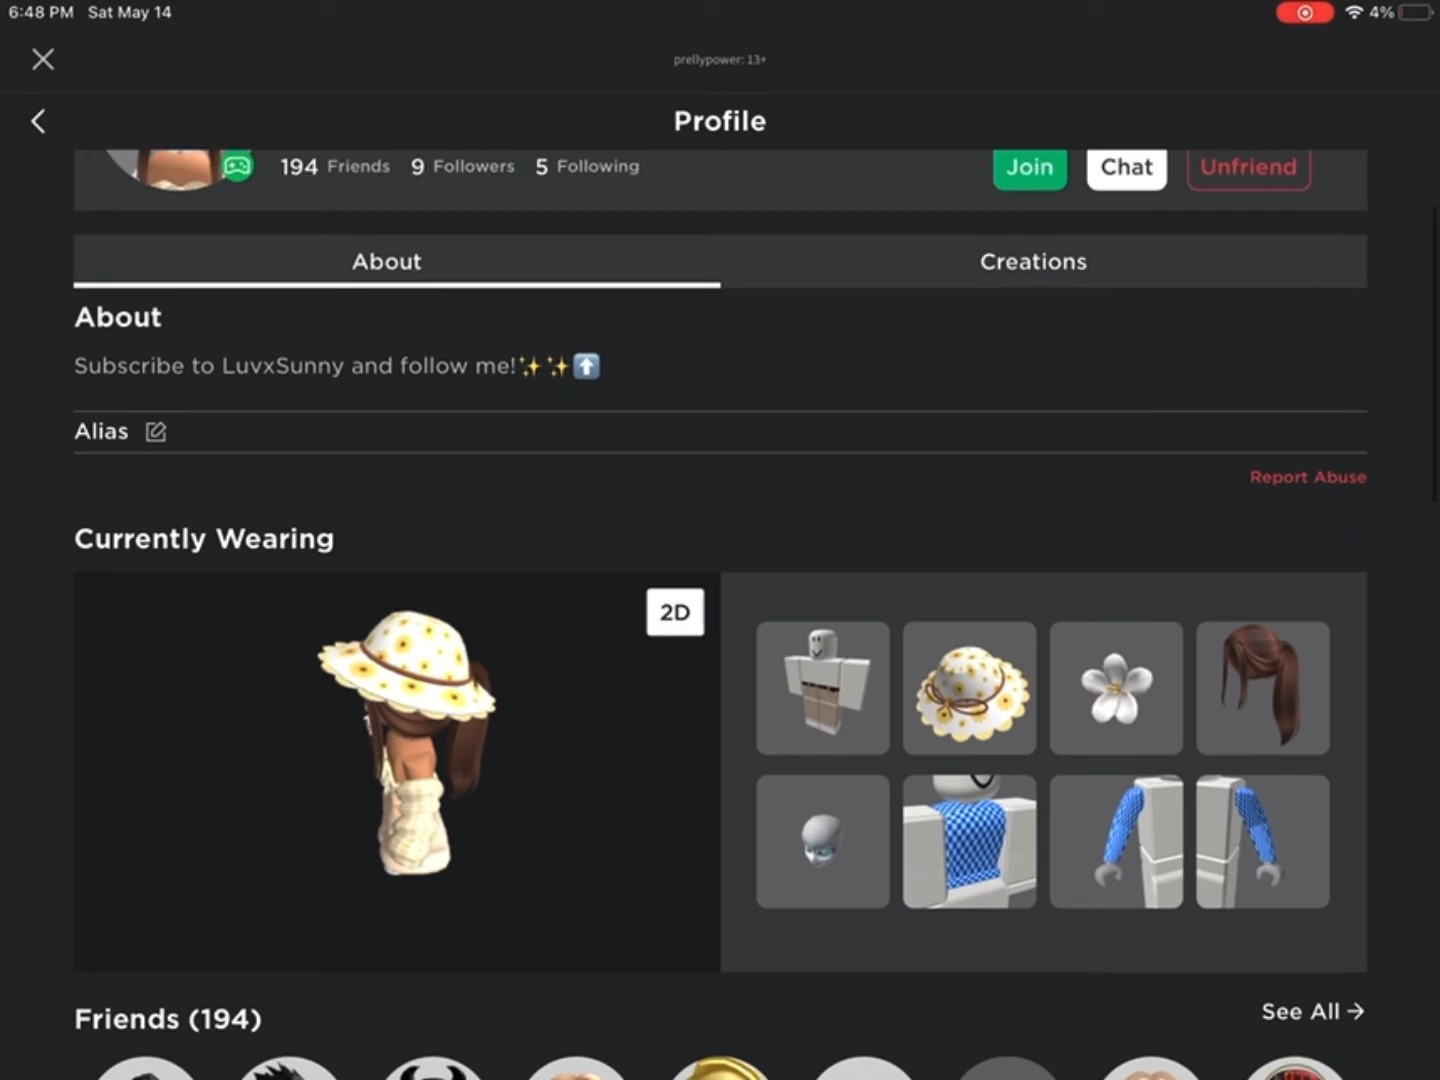 6:48 PM Sat May 14
4%
prellypower: 13+
Profile
194 Friends 9 Followers 5 Following
Join
Chat
Unfriend
About
Creations
About
Subscribe to LuvxSunny and follow me!✨✨⬆️
Alias
Report Abuse
Currently Wearing
2D
Friends (194)
See All →